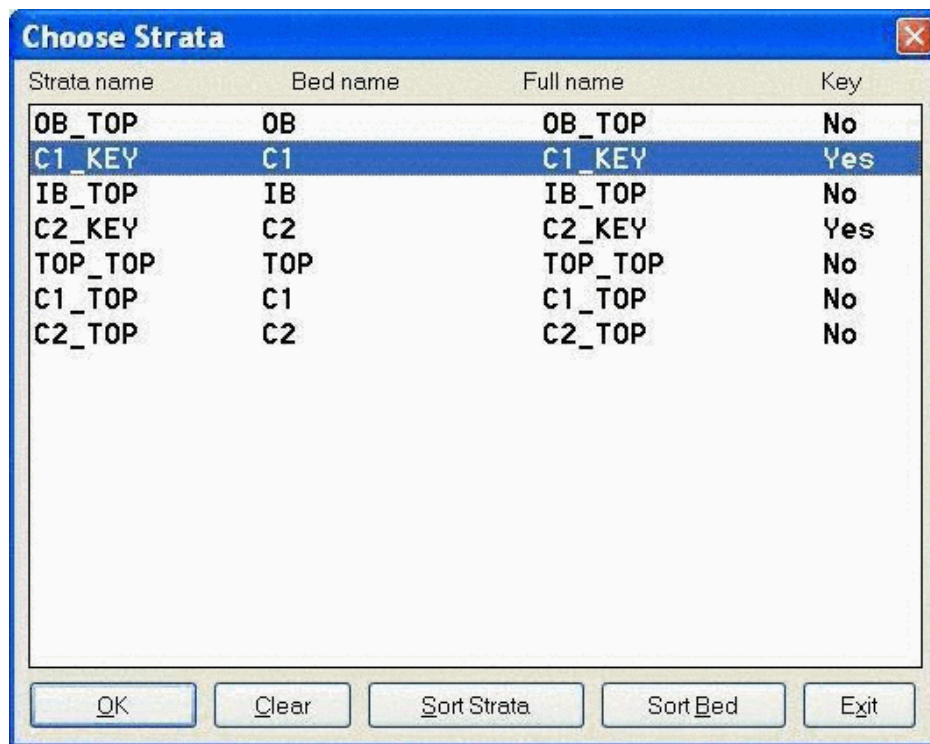 Choose Strata
Strata name Bed name Full name Key
OB_TOP OB OB_TOP No
C1_KEY C1 C1_KEY Yes
IB_TOP IB IB_TOP No
C2_KEY C2 C2_KEY Yes
TOP_TOP TOP TOP_TOP No
C1_TOP C1 C1_TOP No
C2_TOP C2 C2_TOP No
OK Clear Sort Strata Sort Bed Exit